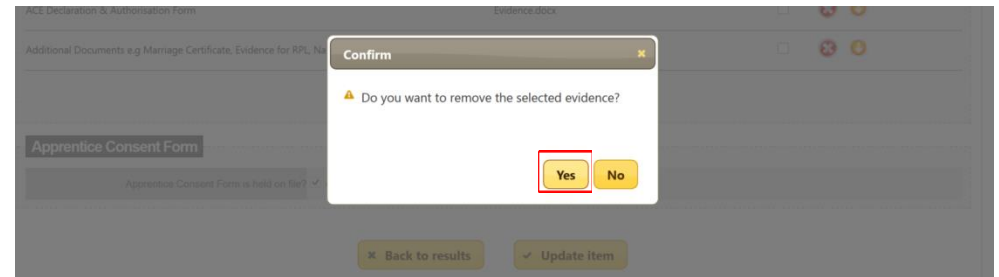 ACE Declaration & Authorisation Form Evidence.docx
Additional Documents e.g Marriage Certificate, Evidence for RPL, Na
Confirm
Do you want to remove the selected evidence?
Yes No
Apprentice Consent Form
Apprentice Consent Form is held on file?
Back to results Update item